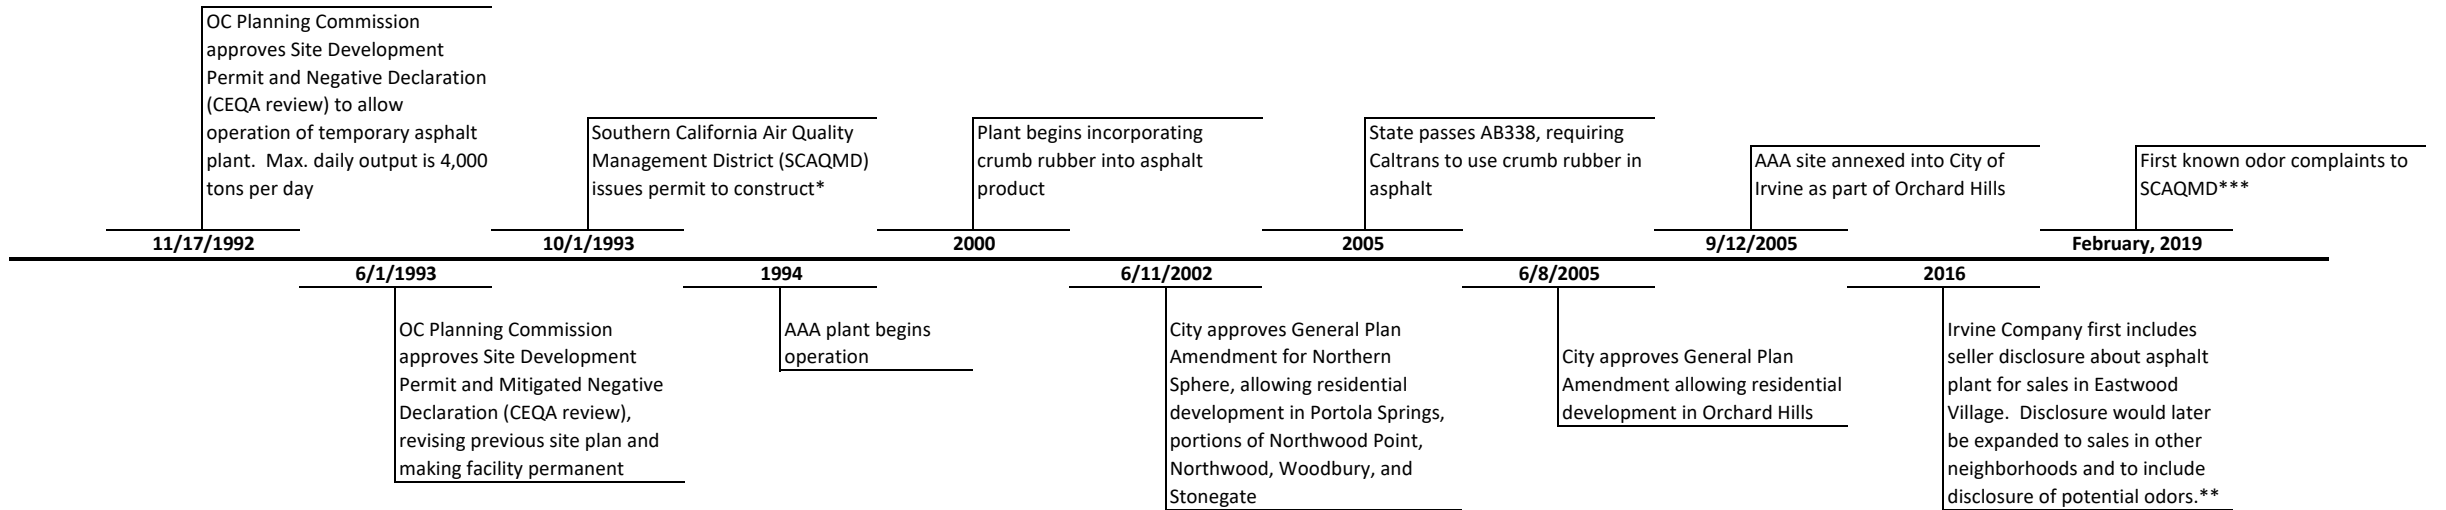 OC Planning Commission
approves Site Development
Permit and Negative Declaration
(CEQA review) to allow
operation of temporary asphalt
plant.  Max. daily output is 4,000
tons per day
11/17/1992
6/1/1993
OC Planning Commission
approves Site Development
Permit and Mitigated Negative
Declaration (CEQA review),
revising previous site plan and
making facility permanent
Southern California Air Quality
Management District (SCAQMD)
issues permit to construct*
10/1/1993
1994
AAA plant begins
operation
Plant begins incorporating
crumb rubber into asphalt
product
2000
6/11/2002
City approves General Plan
Amendment for Northern
Sphere, allowing residential
development in Portola Springs,
portions of Northwood Point,
Northwood, Woodbury, and
Stonegate
State passes AB338, requiring
Caltrans to use crumb rubber in
asphalt
2005
6/8/2005
City approves General Plan
Amendment allowing residential
development in Orchard Hills
AAA site annexed into City of
Irvine as part of Orchard Hills
9/12/2005
2016
Irvine Company first includes
seller disclosure about asphalt
plant for sales in Eastwood
Village.  Disclosure would later
be expanded to sales in other
neighborhoods and to include
disclosure of potential odors.**
First known odor complaints to
SCAQMD***
February, 2019